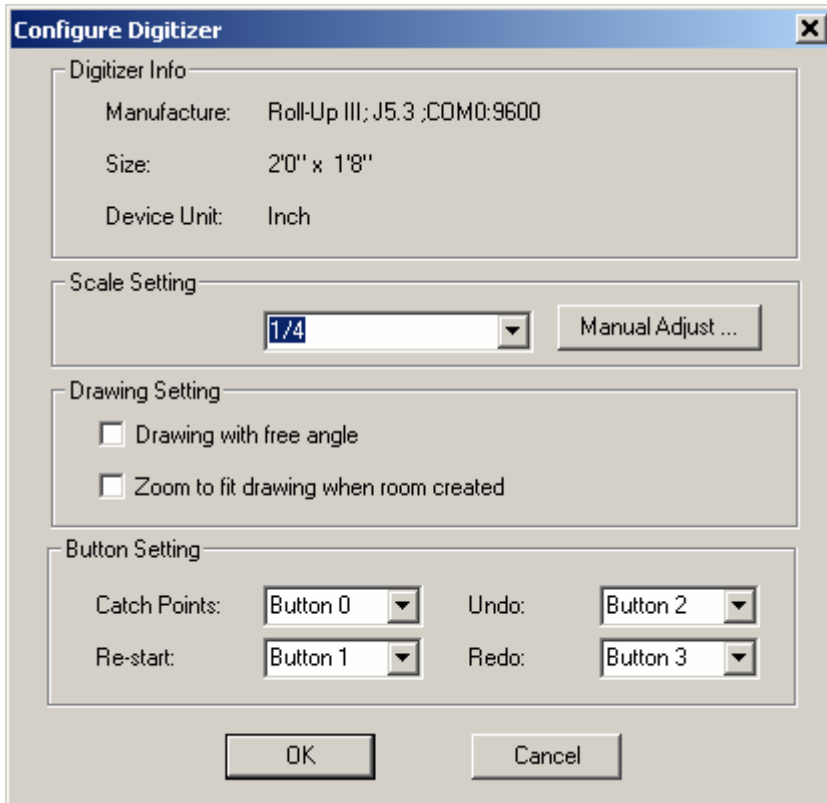 Configure Digitizer
Digitizer Info
Manufacture: Roll-Up III; J5.3 ;COM0:9600
Size: 2'0" x 1'8"
Device Unit: Inch
Scale Setting
1/4 Manual Adjust ...
Drawing Setting
Drawing with free angle
Zoom to fit drawing when room created
Button Setting
Catch Points: Button 0 Undo: Button 2
Re-start: Button 1 Redo: Button 3
OK Cancel